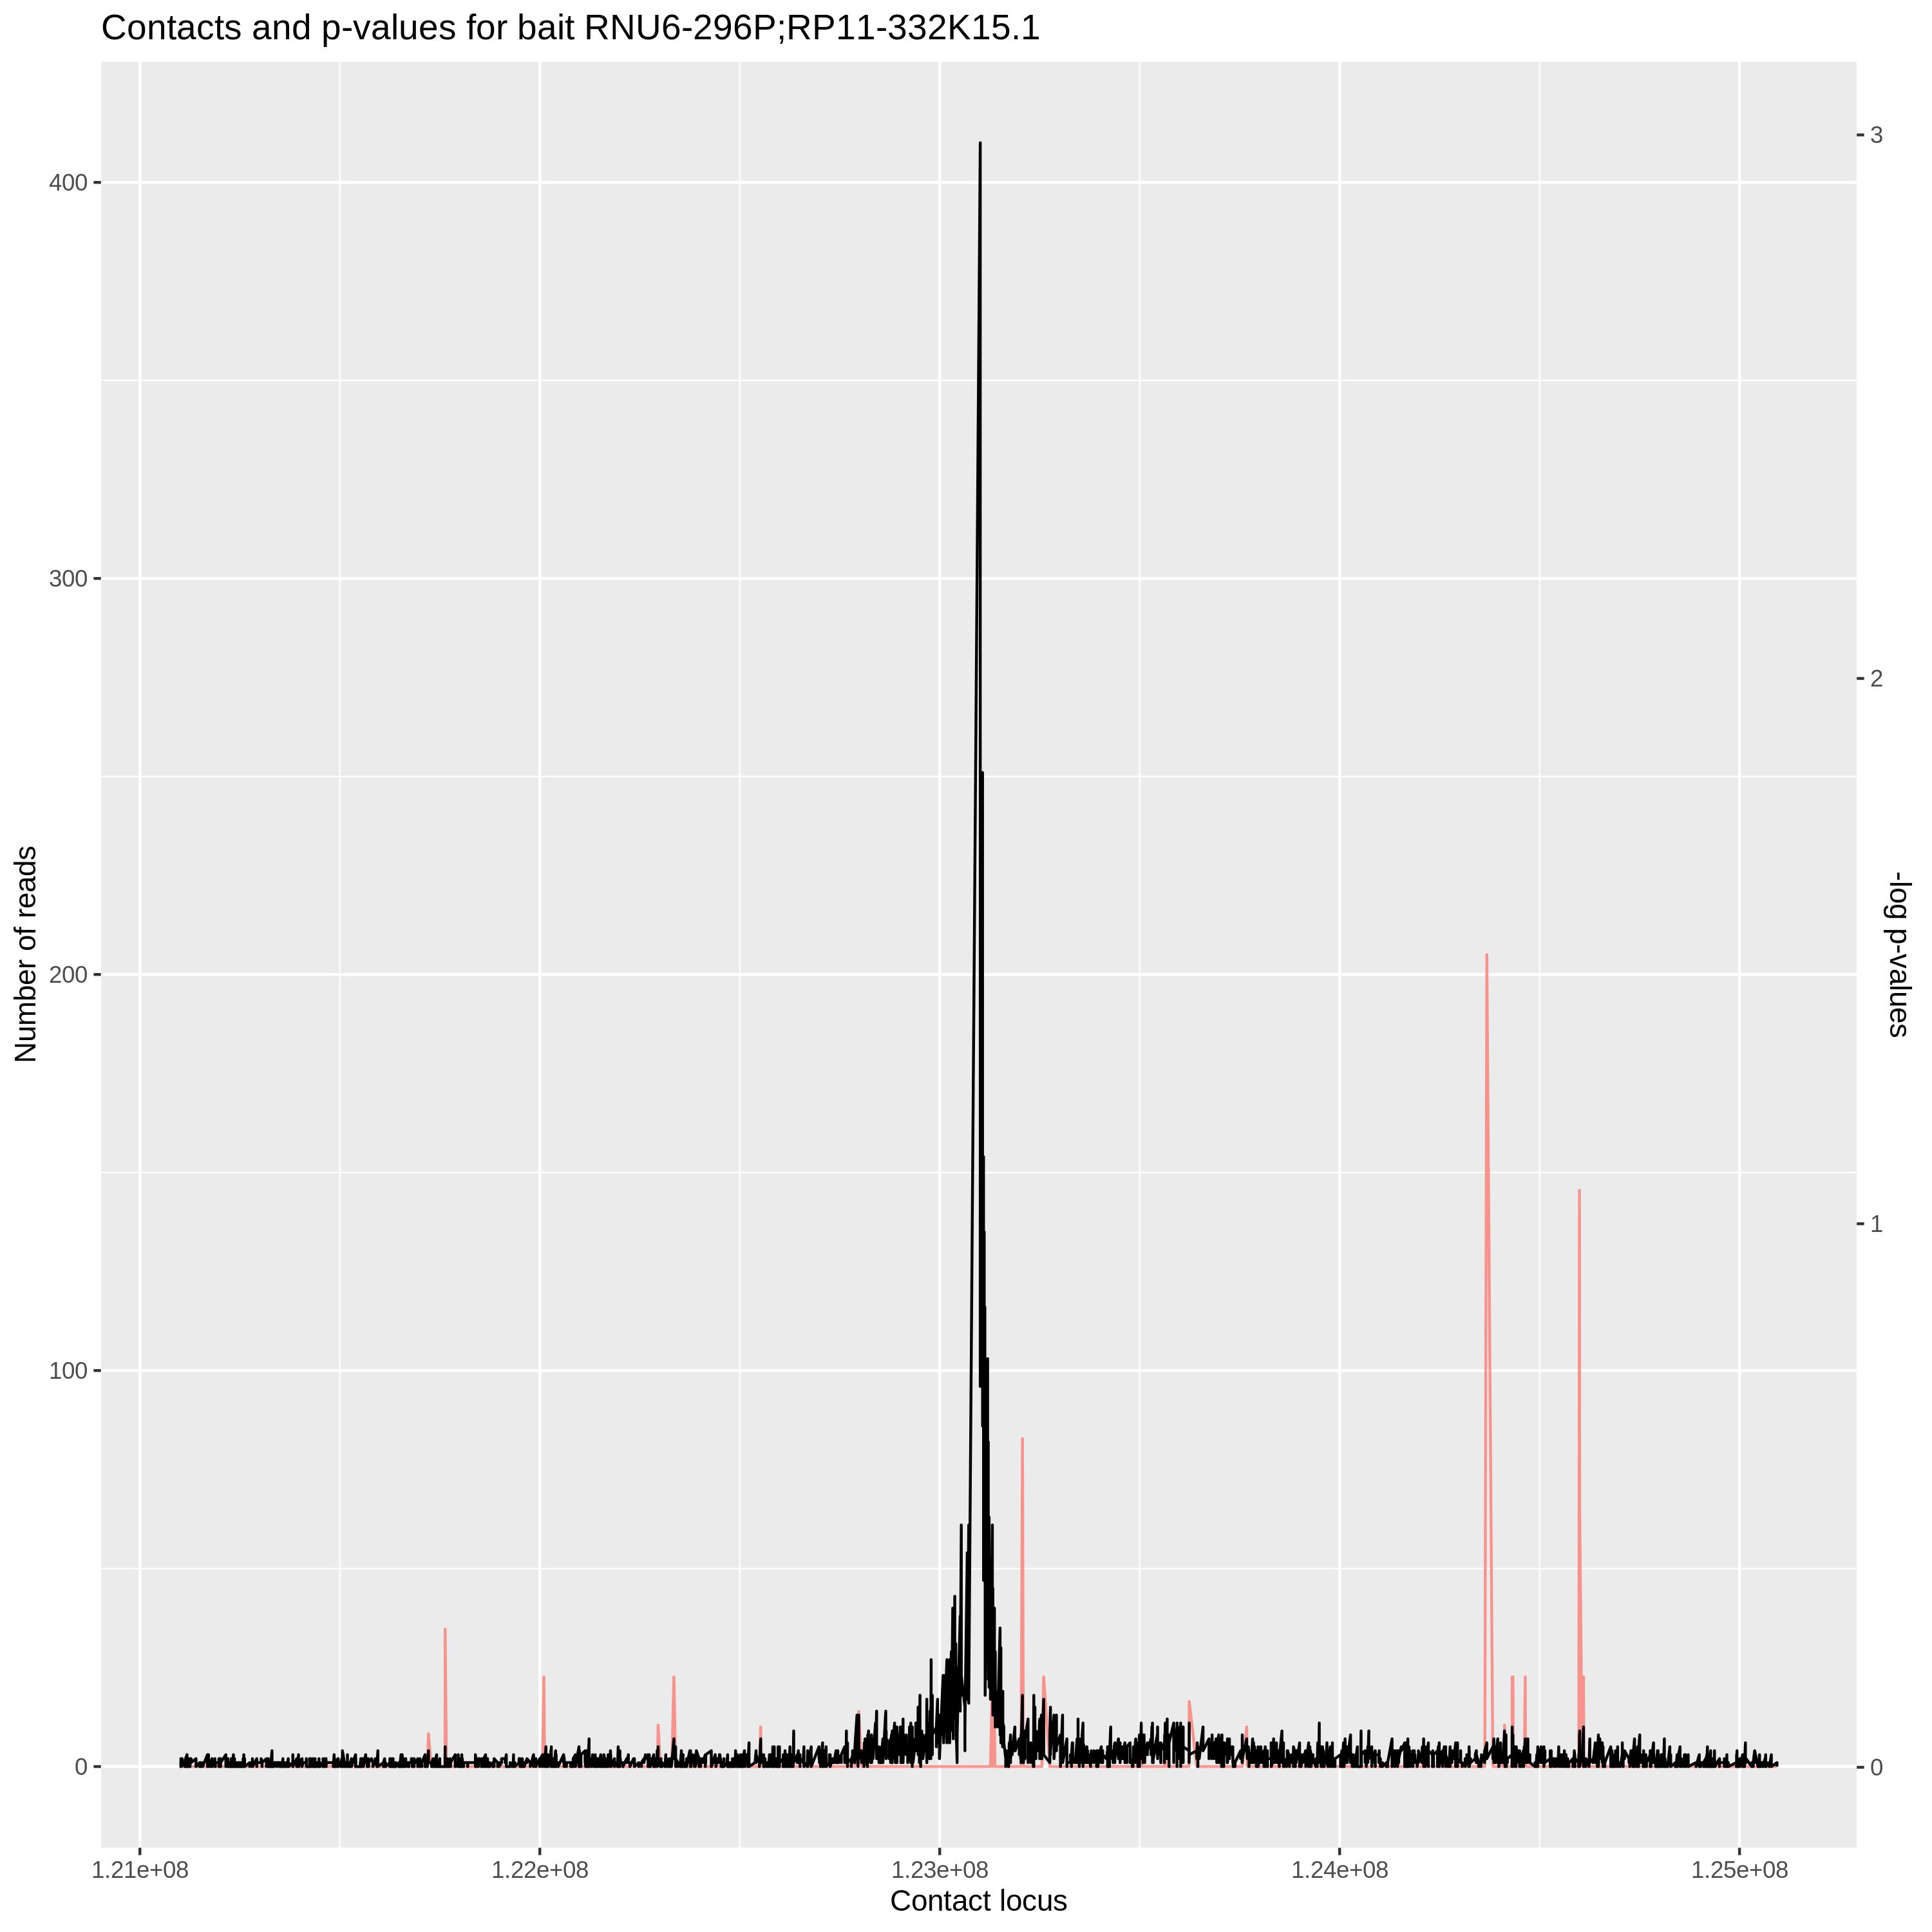 Contacts and p-values for bait RNU6-296P;RP11-332K15.1
400
300
200
100
0
Number of reads
3
2
1
0
-log p-values
1.21e+08
1.22e+08
1.23e+08
1.24e+08
1.25e+08
Contact locus